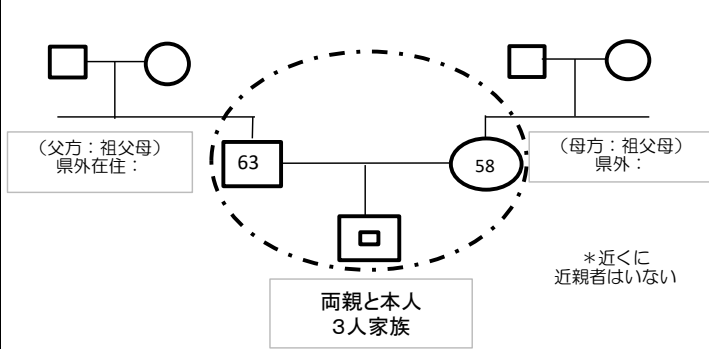 （父方：祖父母）
県外在住：
63
58
（母方：祖父母）
県外：
両親と本人
３人家族
＊近くに
近親者はいない